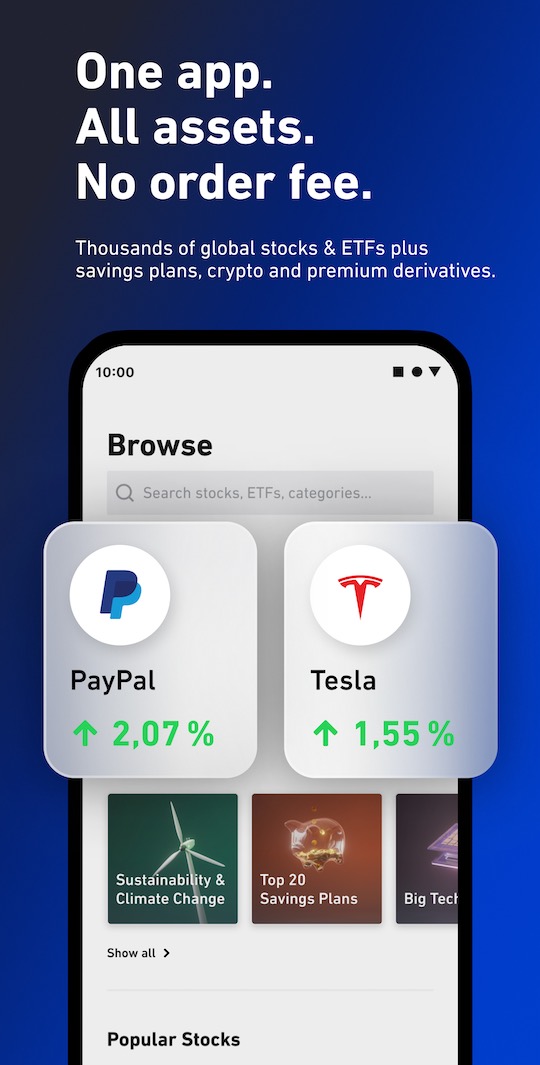 One app.
All assets.
No order fee.
Thousands of global stocks & ETFs plus
savings plans, crypto and premium derivatives.
10:00
Browse
Search stocks, ETFs, categories...
PayPal
↑ 2,07 %
Tesla
↑ 1,55 %
Sustainability &
Climate Change
Top 20
Savings Plans
Big Tech
Show all >
Popular Stocks